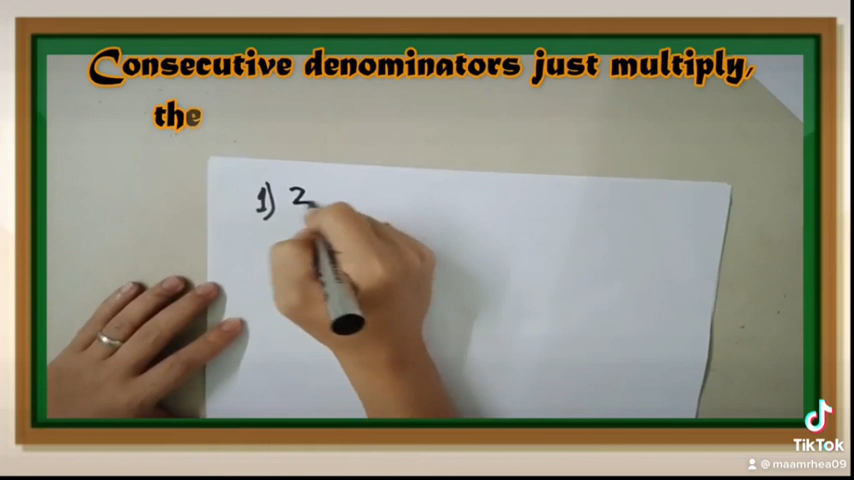 Consecutive denominators just multiply,
the
1) 2
TikTok
@maamrhea09